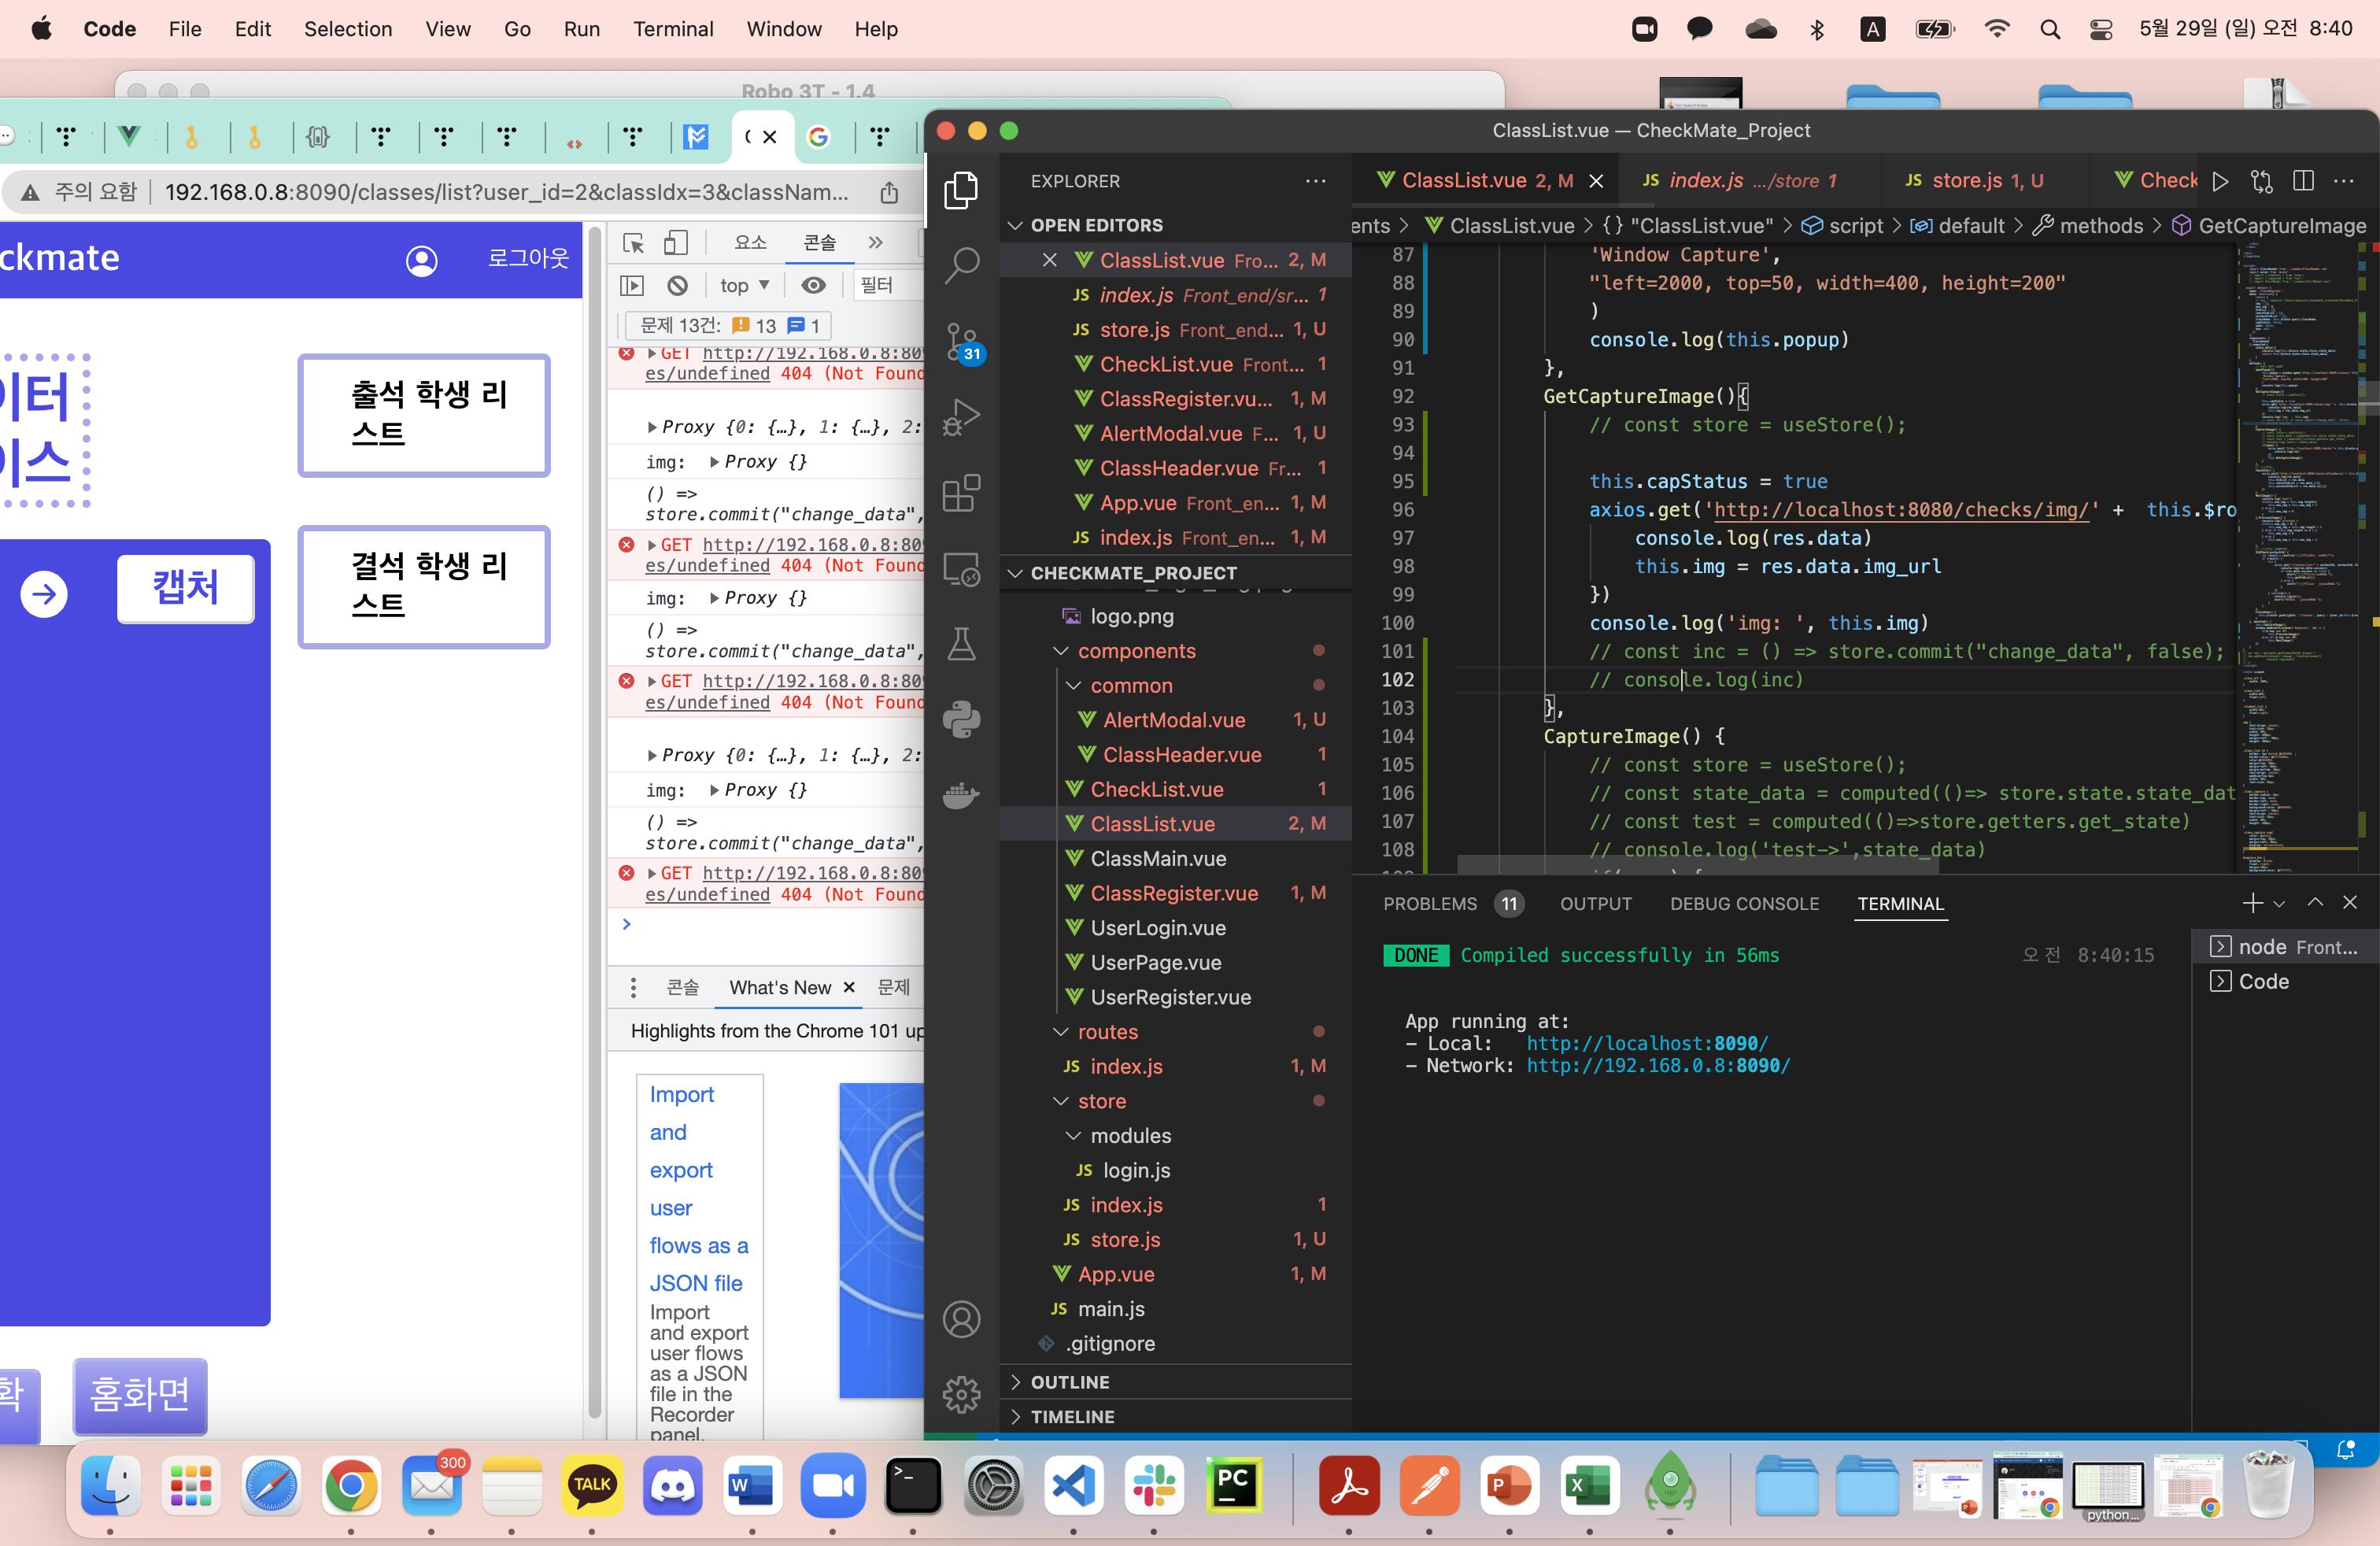 Code File Edit Selection View Go Run Terminal Window Help
A
5월 29일 (일) 오전 8:40
Robo 3T - 1.4
주의 요함 192.168.0.8:8090/classes/list?user_id=2&classIdx=3&classNam...
ckmate
로그아웃
이터
이스
출석 학생 리
스트
결석 학생 리
스트
캡처
확
홈화면
요소 콘솔
top 필터
문제 13건: 13 1
GET http://192.168.0.8:809
es/undefined 404 (Not Found
Proxy {0: {…}, 1: {…}, 2:
img: Proxy {}
() =>
store.commit("change_data",
GET http://192.168.0.8:809
es/undefined 404 (Not Found
img: Proxy {}
() =>
store.commit("change_data",
GET http://192.168.0.8:809
es/undefined 404 (Not Found
Proxy {0: {…}, 1: {…}, 2:
img: Proxy {}
() =>
store.commit("change_data",
GET http://192.168.0.8:809
es/undefined 404 (Not Found
콘솔 What's New 문제
Highlights from the Chrome 101 up
Import
and
export
user
flows as a
JSON file
Import
and export
user flows
as a JSON
file in the
Recorder
panel.
ClassList.vue — CheckMate_Project
31
EXPLORER
OPEN EDITORS
ClassList.vue Fro... 2, M
index.js Front_end/sr... 1
store.js Front_end... 1, U
CheckList.vue Front... 1
ClassRegister.vu... 1, M
AlertModal.vue F... 1, U
ClassHeader.vue Fr... 1
App.vue Front_en... 1, M
index.js Front_en... 1, M
CHECKMATE_PROJECT
logo.png
components
common
AlertModal.vue 1, U
ClassHeader.vue 1
CheckList.vue 1
ClassList.vue 2, M
ClassMain.vue
ClassRegister.vue 1, M
UserLogin.vue
UserPage.vue
UserRegister.vue
routes
JS index.js 1, M
store
modules
JS login.js
JS index.js 1
JS store.js 1, U
App.vue 1, M
JS main.js
.gitignore
OUTLINE
TIMELINE
ClassList.vue 2, M JS index.js .../store 1 JS store.js 1, U Check
ents ClassList.vue {} "ClassList.vue" script default methods GetCaptureImage
87 'Window Capture',
88 "left=2000, top=50, width=400, height=200"
89 )
90 console.log(this.popup)
91 },
92 GetCaptureImage(){
93 // const store = useStore();
94
95 this.capStatus = true
96 axios.get('http://localhost:8080/checks/img/' + this.$ro
97 console.log(res.data)
98 this.img = res.data.img_url
99 })
100 console.log('img: ', this.img)
101 // const inc = () => store.commit("change_data", false);
102 // console.log(inc)
103 },
104 CaptureImage() {
105 // const store = useStore();
106 // const state_data = computed(()=> store.state.state_dat
107 // const test = computed(()=>store.getters.get_state)
108 // console.log('test->',state_data)
PROBLEMS 11 OUTPUT DEBUG CONSOLE TERMINAL
DONE Compiled successfully in 56ms 오전 8:40:15
App running at:
- Local: http://localhost:8090/
- Network: http://192.168.0.8:8090/
node Front...
Code
300
TALK
W
PC
P
X
python...